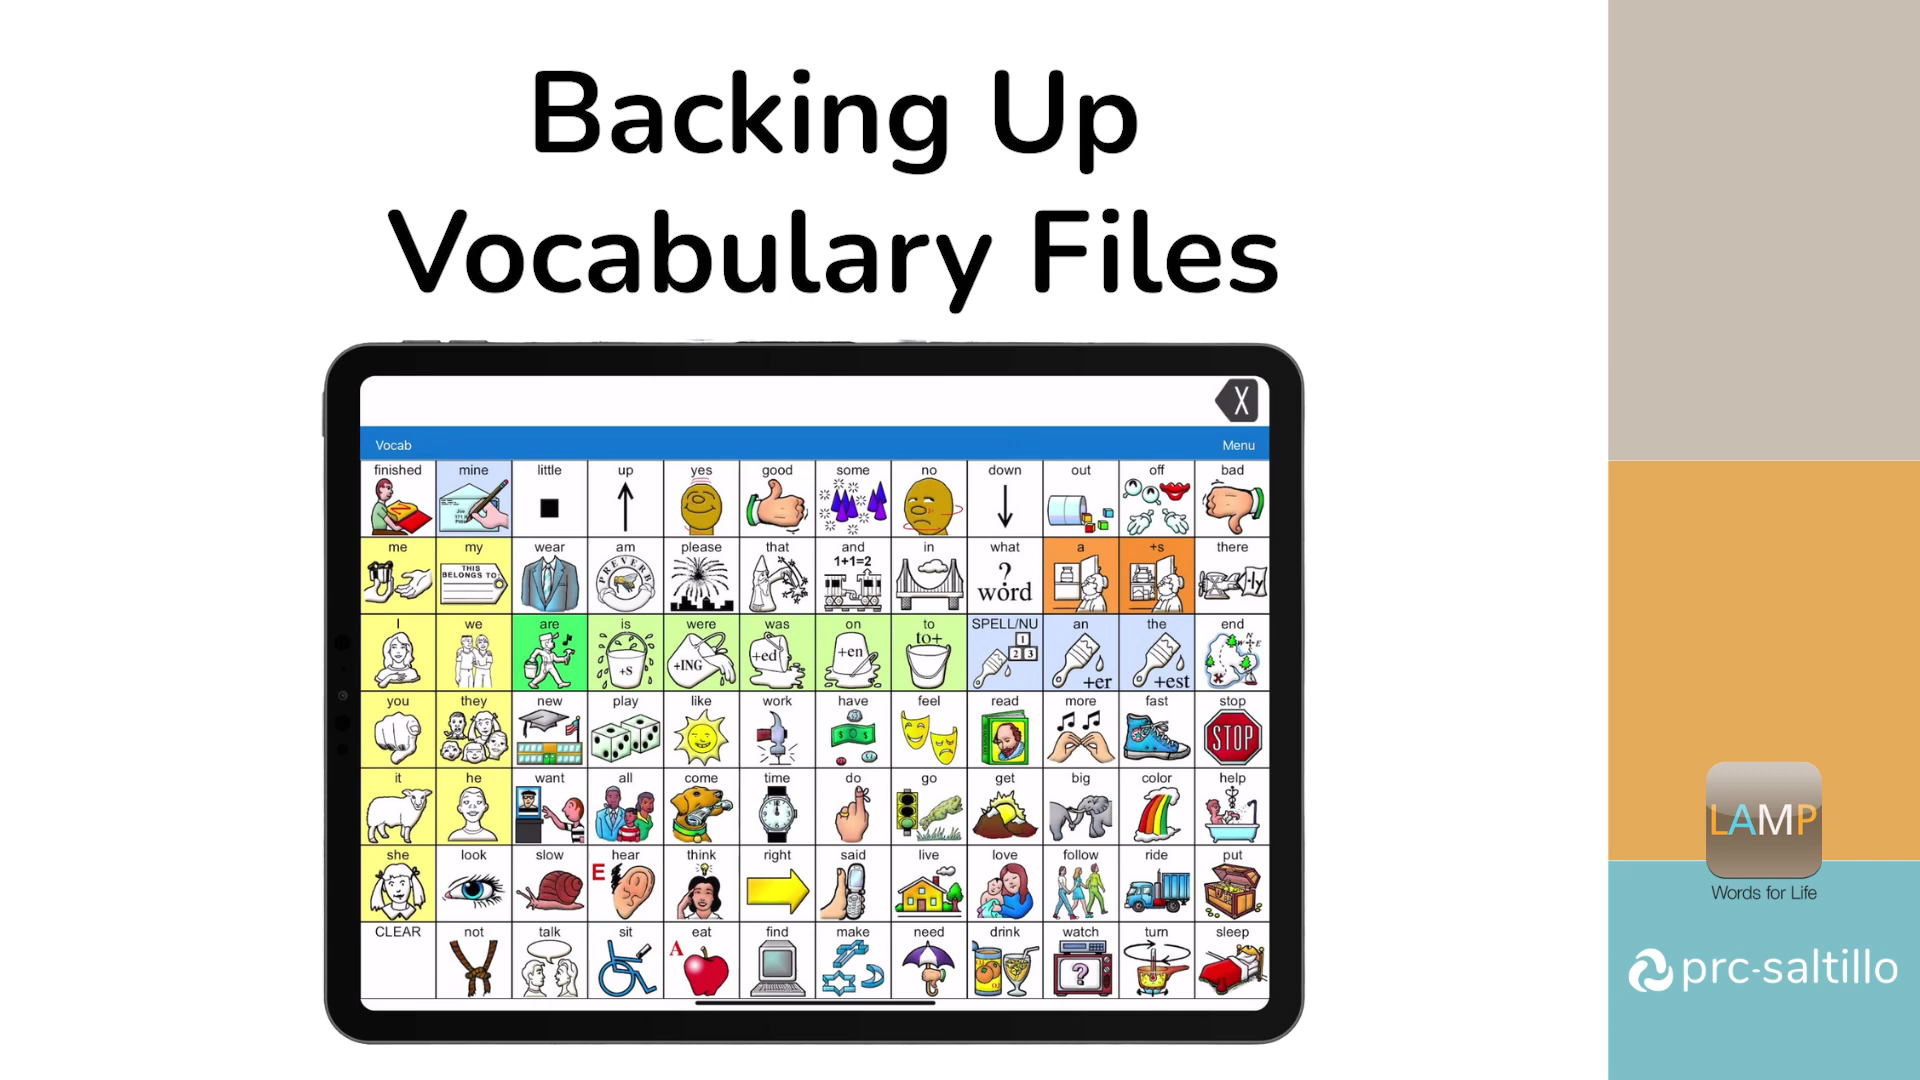 Backing Up
Vocabulary Files
X
Vocab Menu
finished mine little up yes good some no down out off bad
me my wear am please that and in what a +s there
THIS BELONGS TO PREVERB 1+1=2 ? word -ly
I we are is were was on to SPELL/NU an the end
+S +ING +ed +en to+ 1 2 3 +er +est N W E
you they new play like work have feel read more fast stop
STOP
it he want all come time do go get big color help
LAMP
she look slow hear think right said live love follow ride put
E
Words for Life
CLEAR not talk sit eat find make need drink watch turn sleep
A ?
prc-saltillo